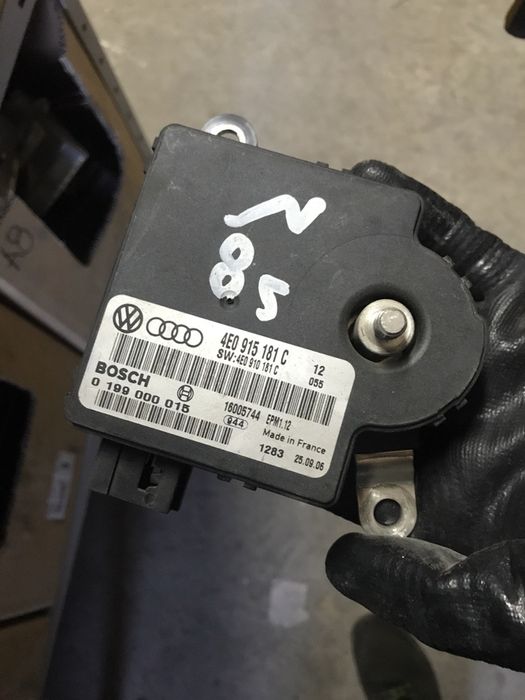 N
85
4E0 915 181 C 12
SW:4E0 910 181 C 055
BOSCH
0 199 000 015
16005744 EPM1.12
944 Made in France
1283 25.09.06